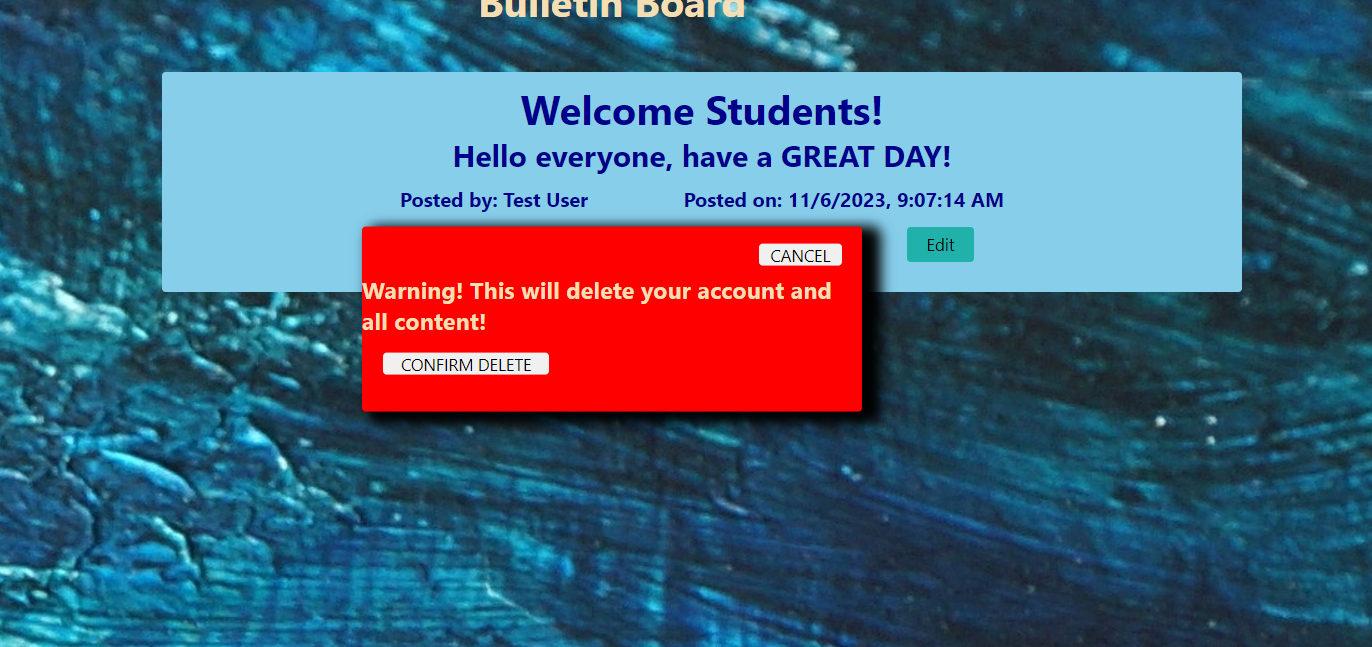 Bulletin Board
Welcome Students!
Hello everyone, have a GREAT DAY!
Posted by: Test User Posted on: 11/6/2023, 9:07:14 AM
Edit
CANCEL
Warning! This will delete your account and
all content!
CONFIRM DELETE